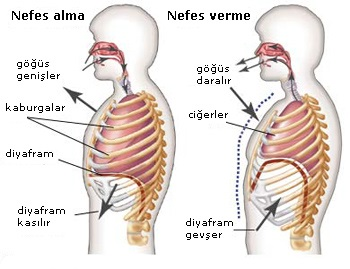 Nefes alma
göğüs
genişler
kaburgalar
diyafram
diyafram
kasılır
Nefes verme
göğüs
daralır
ciğerler
diyafram
gevşer